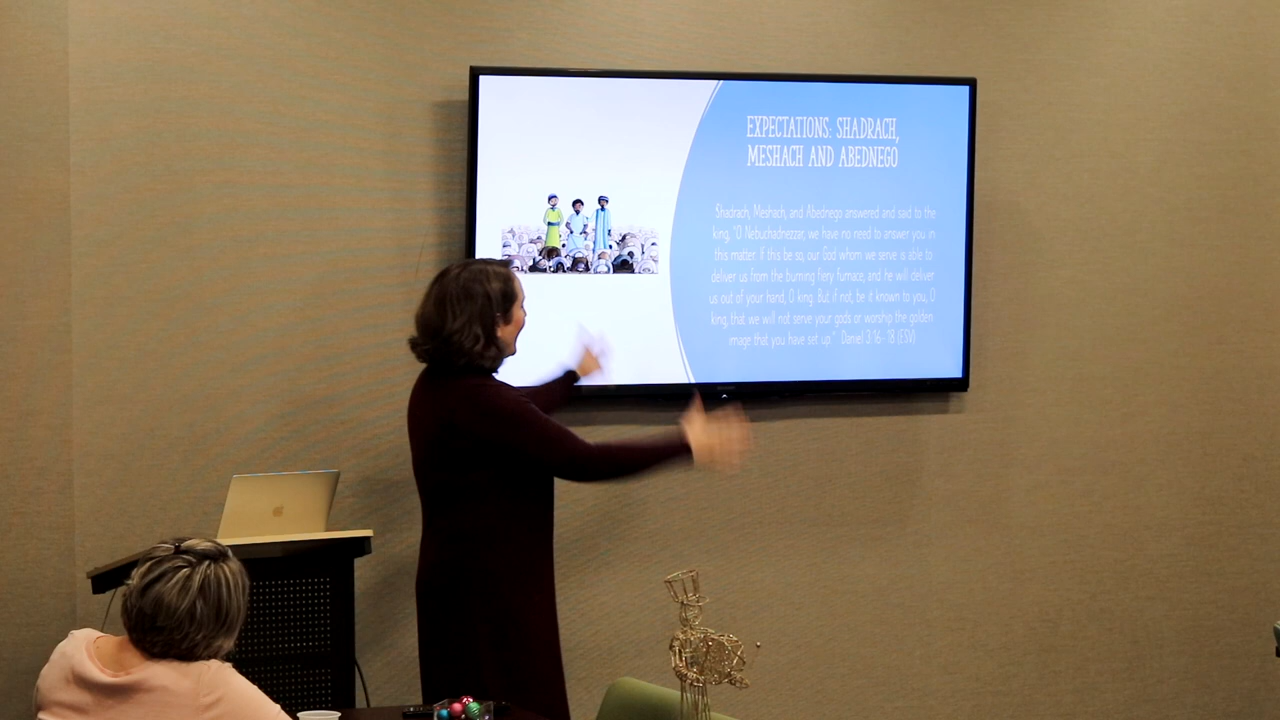 EXPECTATIONS: SHADRACH,
MESHACH AND ABEDNEGO
Shadrach, Meshach, and Abednego answered and said to the
king, "O Nebuchadnezzar, we have no need to answer you in
this matter. If this be so, our God whom we serve is able to
deliver us from the burning fiery furnace, and he will deliver
us out of your hand, O king. But if not, be it known to you, O
king, that we will not serve your gods or worship the golden
image that you have set up." Daniel 3:16-18 (ESV)